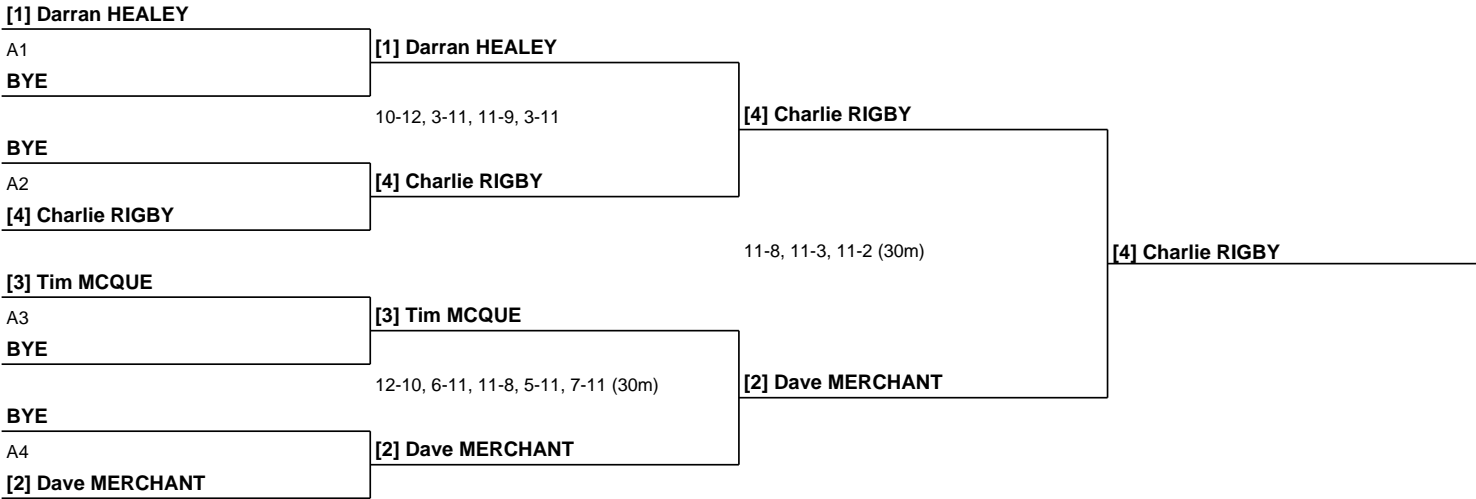 [1] Darran HEALEY
A1
[1] Darran HEALEY
BYE
10-12, 3-11, 11-9, 3-11
[4] Charlie RIGBY
BYE
A2
[4] Charlie RIGBY
[4] Charlie RIGBY
11-8, 11-3, 11-2 (30m)
[4] Charlie RIGBY
[3] Tim MCQUE
A3
[3] Tim MCQUE
BYE
12-10, 6-11, 11-8, 5-11, 7-11 (30m)
[2] Dave MERCHANT
BYE
A4
[2] Dave MERCHANT
[2] Dave MERCHANT